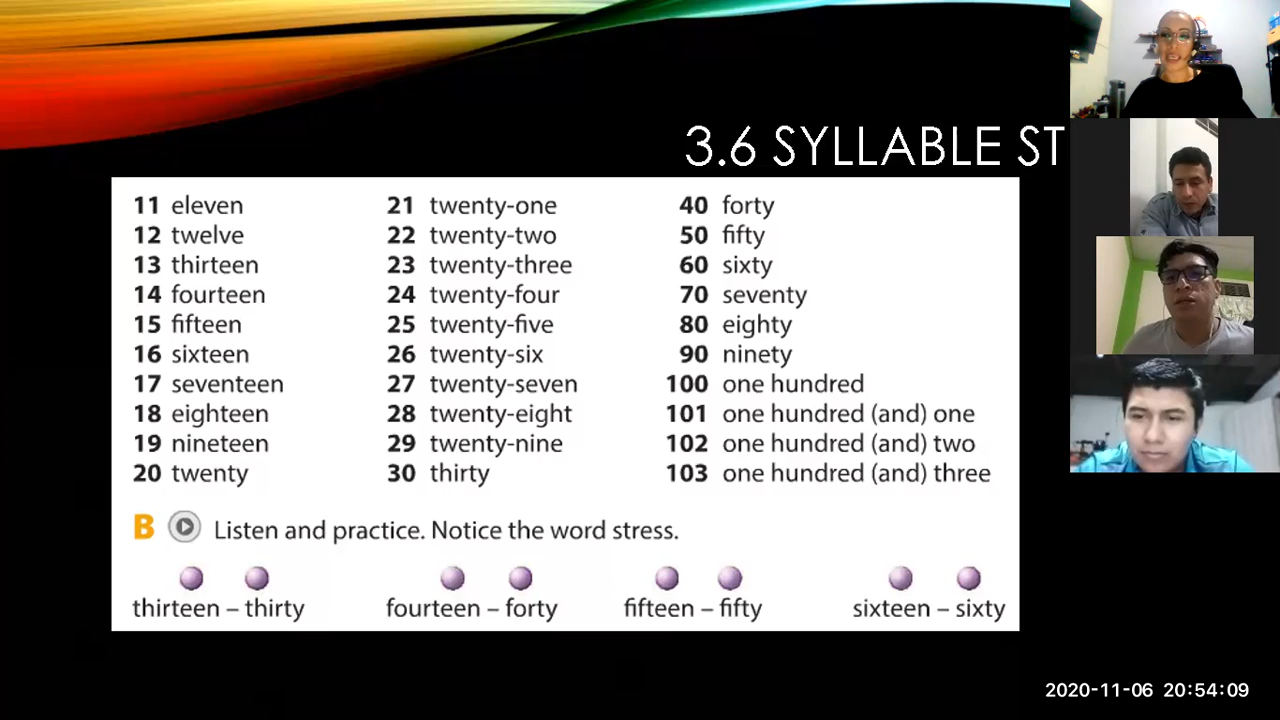 3.6 SYLLABLE ST
11 eleven 21 twenty-one 40 forty
12 twelve 22 twenty-two 50 fifty
13 thirteen 23 twenty-three 60 sixty
14 fourteen 24 twenty-four 70 seventy
15 fifteen 25 twenty-five 80 eighty
16 sixteen 26 twenty-six 90 ninety
17 seventeen 27 twenty-seven 100 one hundred
18 eighteen 28 twenty-eight 101 one hundred (and) one
19 nineteen 29 twenty-nine 102 one hundred (and) two
20 twenty 30 thirty 103 one hundred (and) three
B Listen and practice. Notice the word stress.
thirteen – thirty fourteen – forty fifteen – fifty sixteen – sixty
2020-11-06 20:54:09